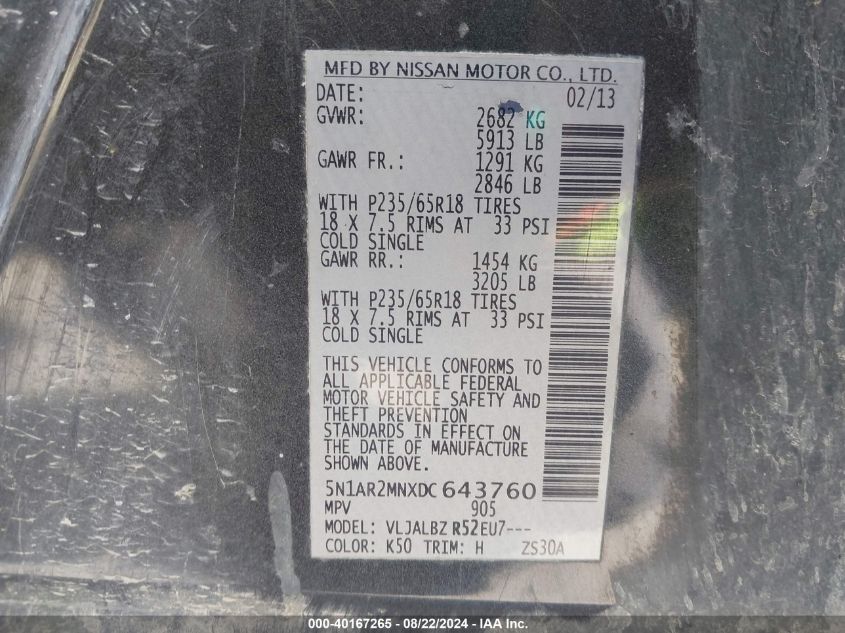 MFD BY NISSAN MOTOR CO., LTD.
DATE: 02/13
GVWR: 2682 KG
5913 LB
GAWR FR.: 1291 KG
2846 LB
WITH P235/65R18 TIRES
18 X 7.5 RIMS AT 33 PSI
COLD SINGLE
GAWR RR.: 1454 KG
3205 LB
WITH P235/65R18 TIRES
18 X 7.5 RIMS AT 33 PSI
COLD SINGLE
THIS VEHICLE CONFORMS TO
ALL APPLICABLE FEDERAL
MOTOR VEHICLE SAFETY AND
THEFT PREVENTION
STANDARDS IN EFFECT ON
THE DATE OF MANUFACTURE
SHOWN ABOVE.
5N1AR2MNXDC643760
MPV 905
MODEL: VLJALBZ R52EU7---
COLOR: K50 TRIM: H ZS30A
000-40167265 - 08/22/2024 - IAA Inc.